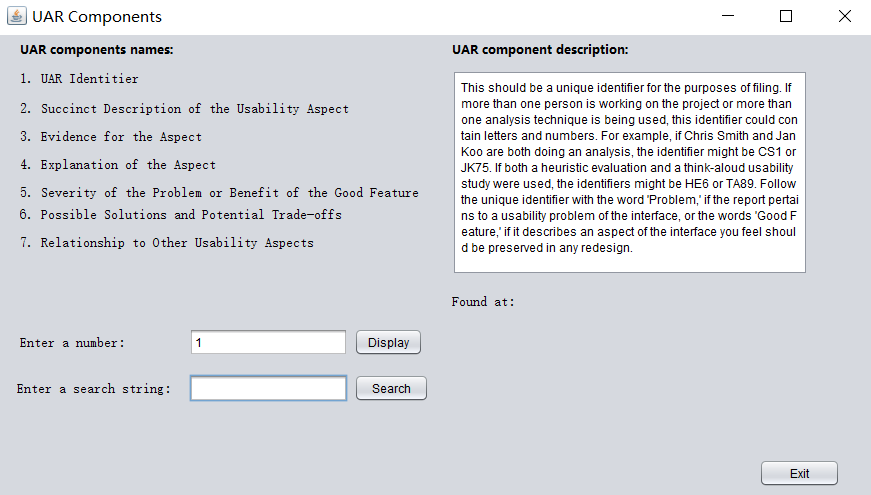 UAR Components
UAR components names:
1. UAR Identitier
2. Succinct Description of the Usability Aspect
3. Evidence for the Aspect
4. Explanation of the Aspect
5. Severity of the Problem or Benefit of the Good Feature
6. Possible Solutions and Potential Trade-offs
7. Relationship to Other Usability Aspects
UAR component description:
This should be a unique identifier for the purposes of filing. If
more than one person is working on the project or more than
one analysis technique is being used, this identifier could con
tain letters and numbers. For example, if Chris Smith and Jan
Koo are both doing an analysis, the identifier might be CS1 or
JK75. If both a heuristic evaluation and a think-aloud usability
study were used, the identifiers might be HE6 or TA89. Follow
the unique identifier with the word 'Problem,' if the report pertai
ns to a usability problem of the interface, or the words 'Good F
eature,' if it describes an aspect of the interface you feel shoul
d be preserved in any redesign.
Found at:
Enter a number:
1
Display
Enter a search string:
Search
Exit